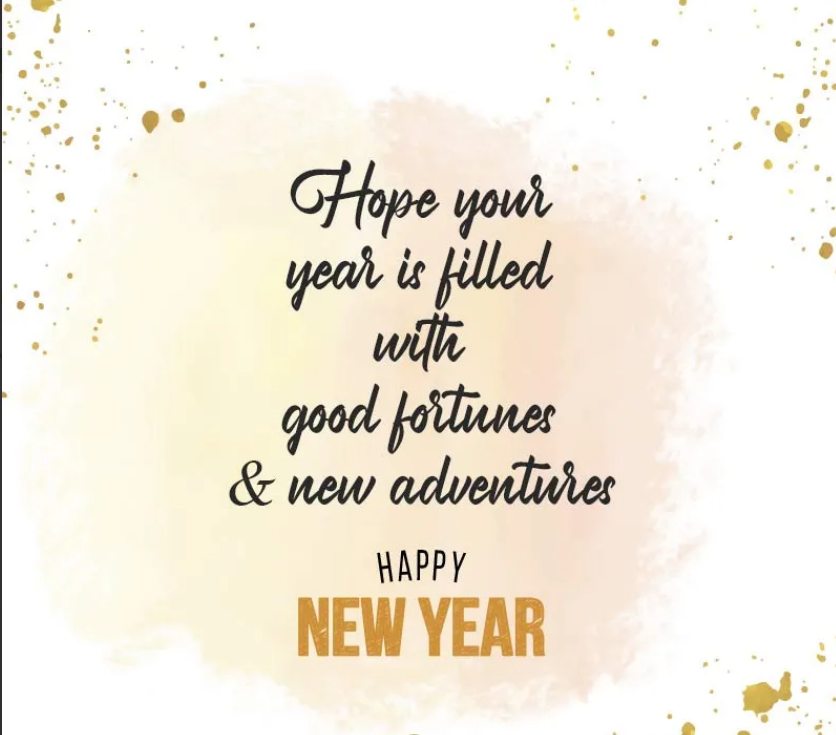 Hope your
year is filled
with
good fortunes
& new adventures
HAPPY
NEW YEAR